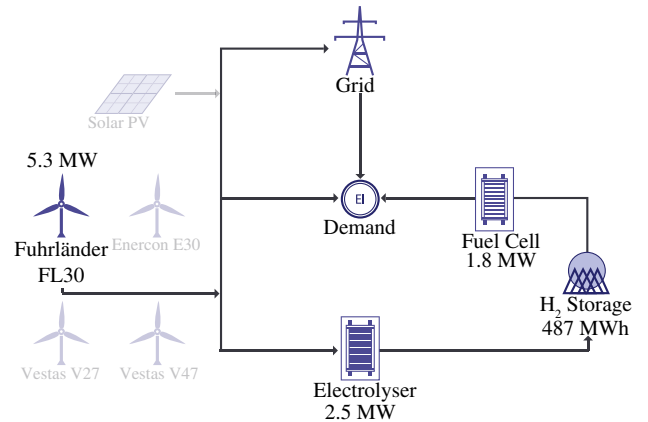 Grid
Solar PV
5.3 MW
Fuhrländer
FL30
Enercon E30
El
Demand
Fuel Cell
1.8 MW
H₂ Storage
487 MWh
Vestas V27
Vestas V47
Electrolyser
2.5 MW